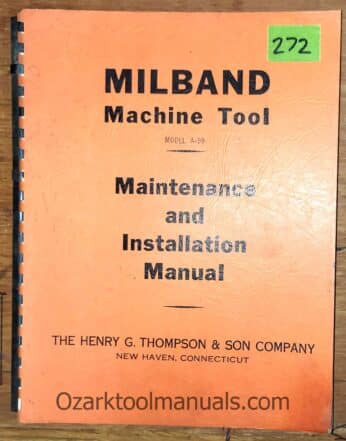 272
MILBAND
Machine Tool
MODEL A-59
Maintenance
and
Installation
Manual
THE HENRY G. THOMPSON & SON COMPANY
NEW HAVEN, CONNECTICUT
Ozarktoolmanuals.com